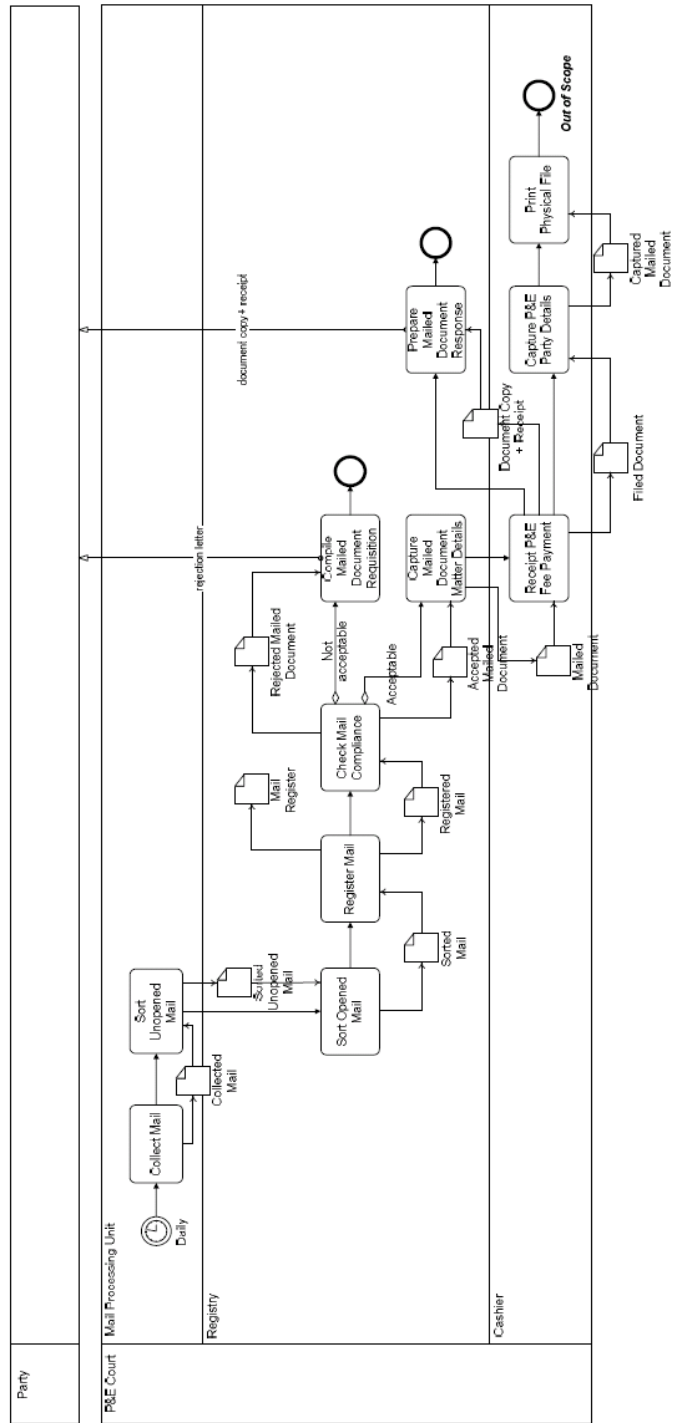 Party
P&E Court
Mail Processing Unit
Daily
Collect Mail
Collected
Mail
Sort
Unopened
Mail
Sorted
Unopened
Mail
Registry
Sort Opened
Mail
Sorted
Mail
Register Mail
Mail
Register
Registered
Mail
Check Mail
Compliance
Rejected Mailed
Document
Not
acceptable
Acceptable
Accepted
Mailed
Document
Compile
Mailed
Document
Requisition
rejection letter
Capture
Mailed
Document
Matter Details
Prepare
Mailed
Document
Response
document copy+ receipt
Cashier
Mailed
Document
Receipt P&E
Fee Payment
Document Copy
+ Receipt
Filed Document
Capture P&E
Party Details
Captured
Mailed
Document
Print
Physical File
Out of Scope